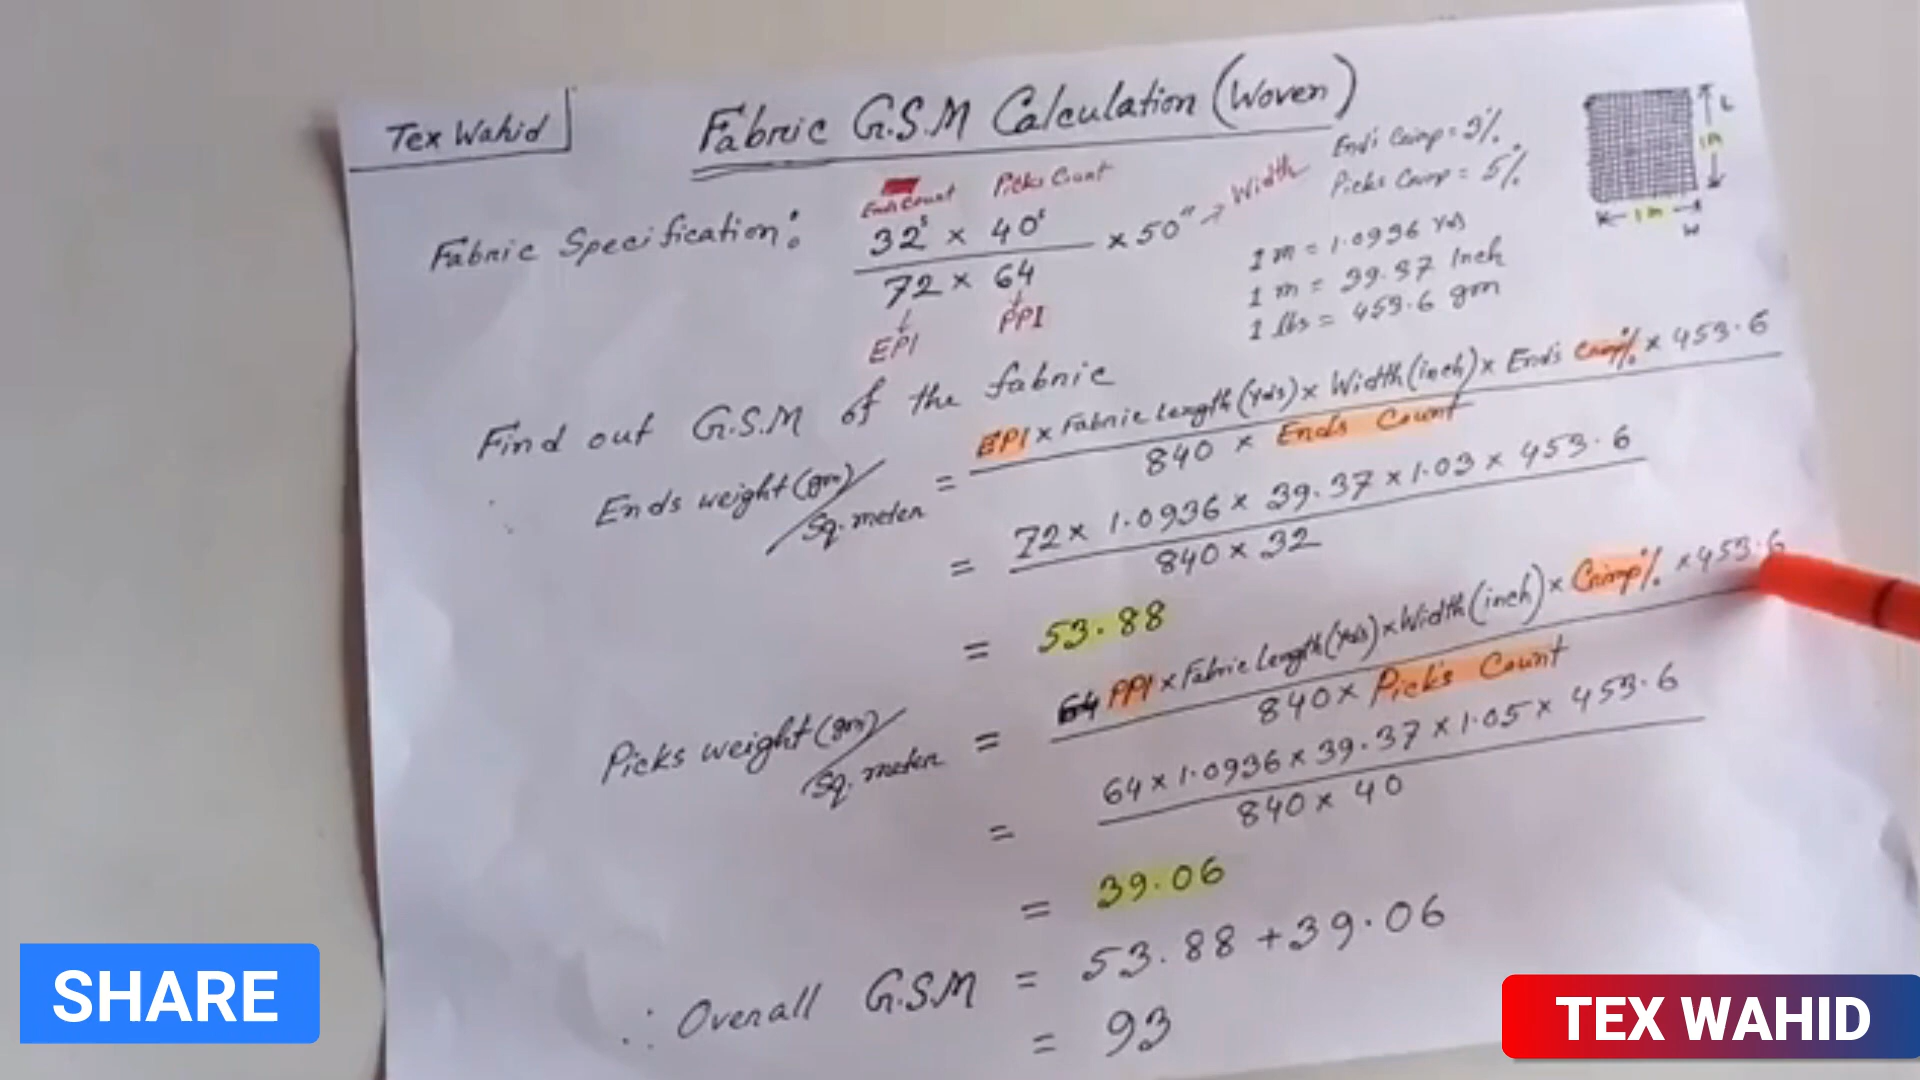 Tex Wahid
Fabric G.S.M Calculation (Woven)
Ends Count Picks Count
Fabric Specification: 32s × 40s / 72 × 64 × 50" → Width
EPI PPI
Ends Crimp = 3%
Picks Crimp = 5%
1 m = 1.0936 Yds
1 m = 39.37 Inch
1 lbs = 453.6 gm
L
1m
1m
W
Find out G.S.M of the fabric
∴ Ends weight(gm)/Sq. meter = EPI × Fabric Length (Yds) × Width (inch) × Ends Crimp% × 453.6
840 × Ends Count
= 72 × 1.0936 × 39.37 × 1.03 × 453.6
840 × 32
= 53.88
Picks weight (gm)/Sq. meter = 64 PPI × Fabric Length (Yds) × Width (inch) × Crimp% × 453.6
840 × Picks Count
= 64 × 1.0936 × 39.37 × 1.05 × 453.6
840 × 40
= 39.06
∴ Overall G.S.M = 53.88 + 39.06
= 93
SHARE
TEX WAHID